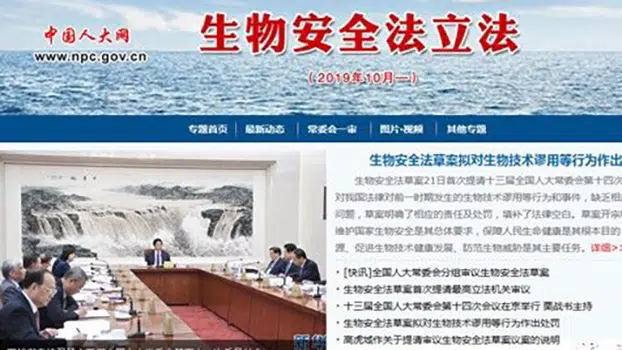 中国人大网
www.npc.gov.cn
生物安全法立法
（2019年10月—）
专题首页
最新动态
常委会一审
图片·视频
其他专题
生物安全法草案拟对生物技术谬用等行为作出
生物安全法草案21日首次提请十三届全国人大常委会第十四次
对我国法律对前一时期发生的生物技术谬用等行为和事件，缺乏相应
问题，草案明确了相应的责任及处罚，填补了法律空白。草案开宗
维护国家生物安全是其总体要求，保障人民生命健康是其根本目的
源、促进生物技术健康发展、防范生物威胁是其主要任务。 详细>>
[快讯]全国人大常委会分组审议生物安全法草案
生物安全法草案首次提请最高立法机关审议
十三届全国人大常委会第十四次会议在京举行 栗战书主持
生物安全法草案拟对生物技术谬用等行为作出处罚
高虎城作关于提请审议生物安全法草案议案的说明
新华